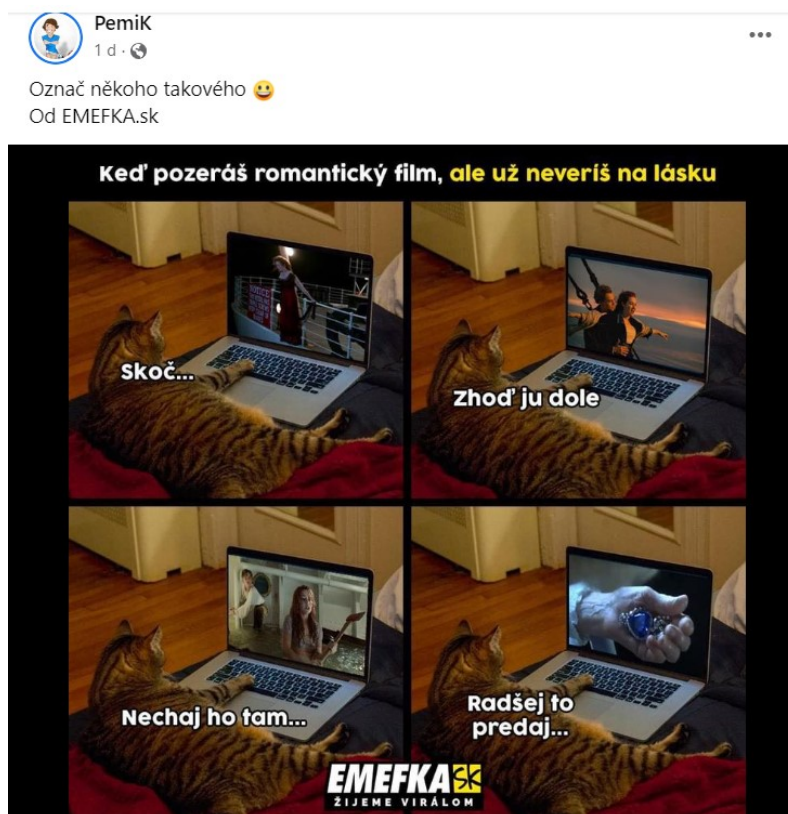 PemiK
1 d ·
Označ někoho takového 😀
Od EMEFKA.sk
Keď pozeráš romantický film, ale už neveríš na lásku
Skoč...
Zhoď ju dole
Nechaj ho tam...
Radšej to
predaj...
EMEFKA SK
ŽIJEME VIRÁLOM